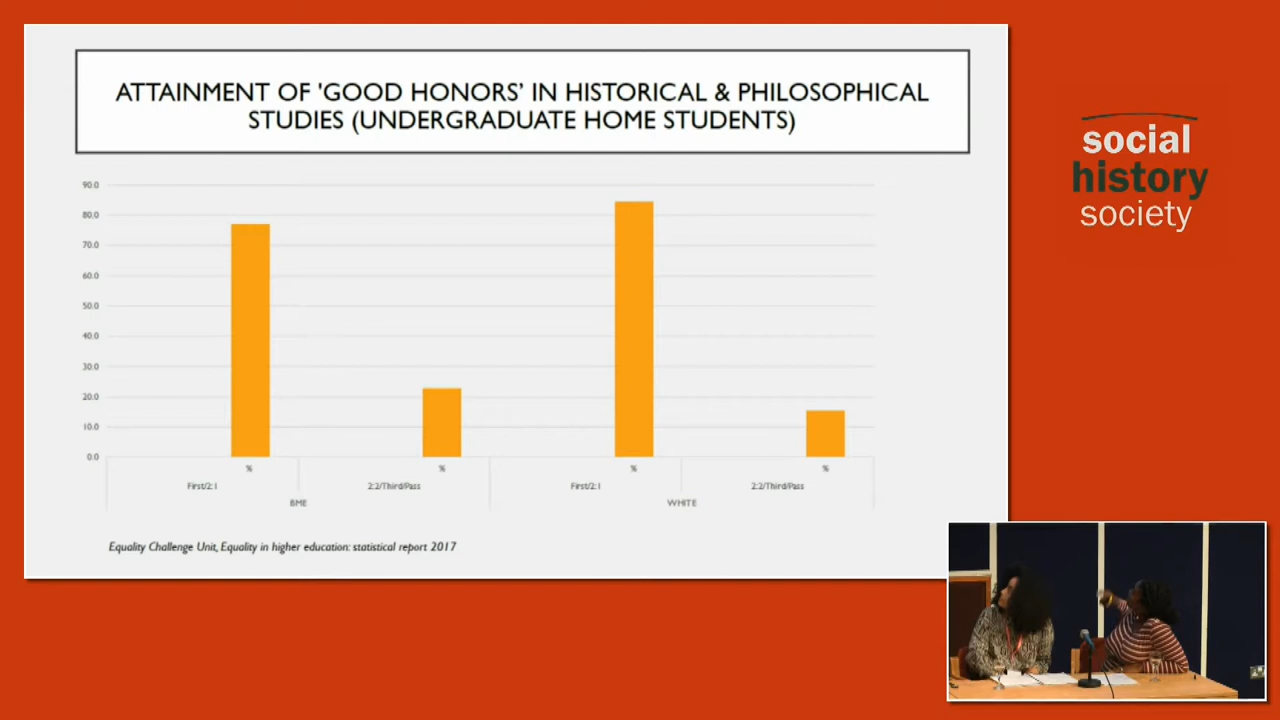 ATTAINMENT OF 'GOOD HONORS’ IN HISTORICAL & PHILOSOPHICAL
STUDIES (UNDERGRADUATE HOME STUDENTS)
social
history
society
90.0
80.0
70.0
60.0
50.0
40.0
30.0
20.0
10.0
0.0
% % % %
First/2:1 2:2/Third/Pass First/2:1 2:2/Third/Pass
BME WHITE
Equality Challenge Unit, Equality in higher education: statistical report 2017